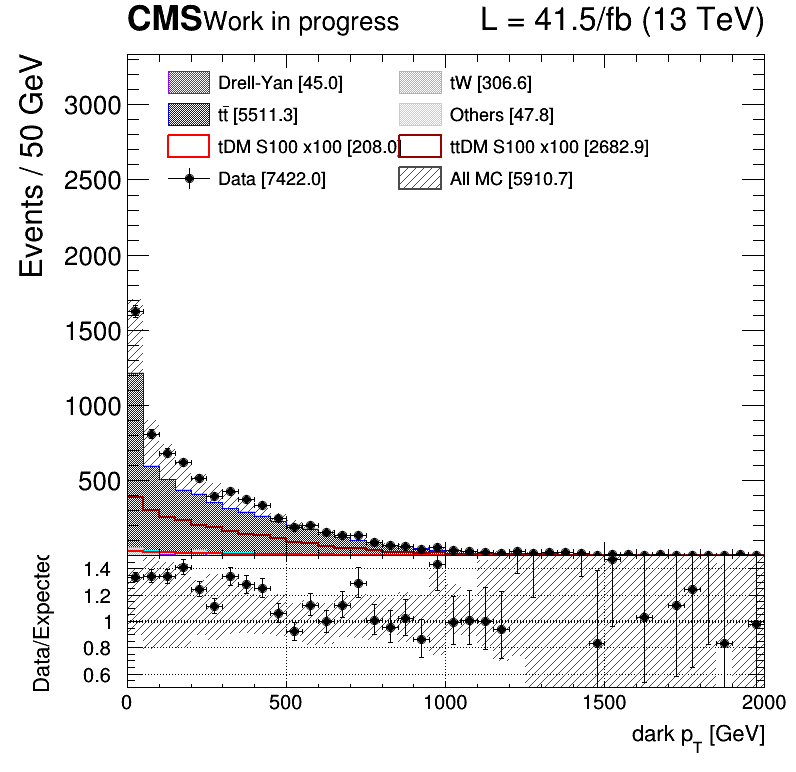 CMS Work in progress L = 41.5/fb (13 TeV)
Events / 50 GeV
3000
2500
2000
1500
1000
500
Drell-Yan [45.0] tW [306.6]
tt̄ [5511.3] Others [47.8]
tDM S100 x100 [208.0] ttDM S100 x100 [2682.9]
Data [7422.0] All MC [5910.7]
Data/Expected
1.4
1.2
1
0.8
0.6
0 500 1000 1500 2000
dark pT [GeV]